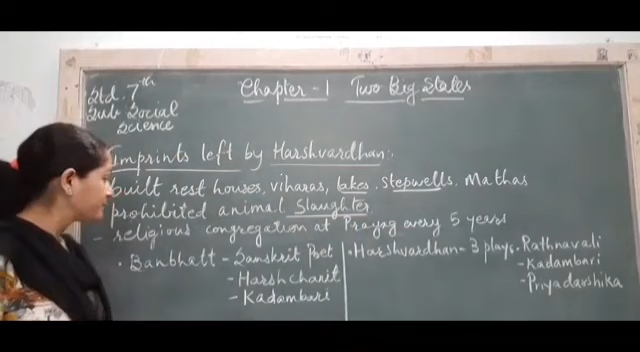 Std. 7th
Sub Social
Science
Chapter - 1 Two Big States
Imprints left by Harshvardhan:
built rest houses, viharas, lakes, stepwells. Mathas
prohibited animal Slaughter.
- religious congregation at Prayag every 5 years
• Banbhatt - Sanskrit Poet
- Harshcharit
- Kadambari
• Harshvardhan - 3 plays - Rathnavali
- Kadambari
- Priyadarshika